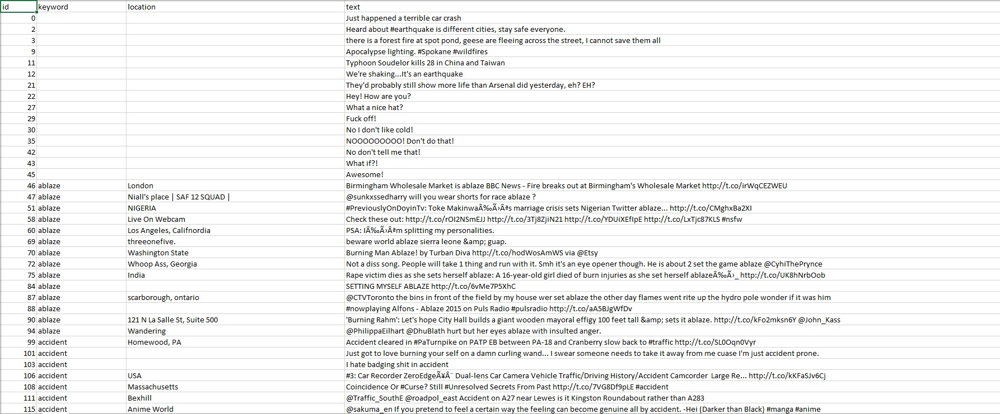 id keyword location text
0 Just happened a terrible car crash
2 Heard about #earthquake is different cities, stay safe everyone.
3 there is a forest fire at spot pond, geese are fleeing across the street, I cannot save them all
9 Apocalypse lighting. #Spokane #wildfires
11 Typhoon Soudelor kills 28 in China and Taiwan
12 We're shaking...It's an earthquake
21 They'd probably still show more life than Arsenal did yesterday, eh? EH?
22 Hey! How are you?
27 What a nice hat?
29 Fuck off!
30 No I don't like cold!
35 NOOOOOOOOO! Don't do that!
42 No don't tell me that!
43 What if?!
45 Awesome!
46 ablaze London Birmingham Wholesale Market is ablaze BBC News - Fire breaks out at Birmingham's Wholesale Market http://t.co/irWqCEZWEU
47 ablaze Niall's place | SAF 12 SQUAD | @sunkxssedharry will you wear shorts for race ablaze ?
51 ablaze NIGERIA #PreviouslyOnDoyinTv: Toke MakinwaÂ‰Ã›Âªs marriage crisis sets Nigerian Twitter ablaze... http://t.co/CMghxBa2XI
58 ablaze Live On Webcam Check these out: http://t.co/rOI2NSmEJJ http://t.co/3Tj8ZjiN21 http://t.co/YDUiXEfIpE http://t.co/LxTjc87KLS #nsfw
60 ablaze Los Angeles, Califnordia PSA: IÂ‰Ã›Âªm splitting my personalities.
69 ablaze threeonefive. beware world ablaze sierra leone &amp; guap.
70 ablaze Washington State Burning Man Ablaze! by Turban Diva http://t.co/hodWosAmWS via @Etsy
72 ablaze Whoop Ass, Georgia Not a diss song. People will take 1 thing and run with it. Smh it's an eye opener though. He is about 2 set the game ablaze @CyhiThePrynce
75 ablaze India Rape victim dies as she sets herself ablaze: A 16-year-old girl died of burn injuries as she set herself ablazeÂ‰Ã›_ http://t.co/UK8hNrbOob
84 ablaze SETTING MYSELF ABLAZE http://t.co/6vMe7P5XhC
87 ablaze scarborough, ontario @CTVToronto the bins in front of the field by my house wer set ablaze the other day flames went rite up the hydro pole wonder if it was him
88 ablaze #nowplaying Alfons - Ablaze 2015 on Puls Radio #pulsradio http://t.co/aA5BJgWfDv
90 ablaze 121 N La Salle St, Suite 500 'Burning Rahm': Let's hope City Hall builds a giant wooden mayoral effigy 100 feet tall &amp; sets it ablaze. http://t.co/kFo2mksn6Y @John_Kass
94 ablaze Wandering @PhilippaEilhart @DhuBlath hurt but her eyes ablaze with insulted anger.
99 accident Homewood, PA Accident cleared in #PaTurnpike on PATP EB between PA-18 and Cranberry slow back to #traffic http://t.co/SL0Oqn0Vyr
101 accident Just got to love burning your self on a damn curling wand... I swear someone needs to take it away from me cuase I'm just accident prone.
103 accident I hate badging shit in accident
106 accident USA #3: Car Recorder ZeroEdgeÃ¥Â¨ Dual-lens Car Camera Vehicle Traffic/Driving History/Accident Camcorder  Large Re... http://t.co/kKFaSJv6Cj
108 accident Massachusetts Coincidence Or #Curse? Still #Unresolved Secrets From Past http://t.co/7VG8Df9pLE #accident
111 accident Bexhill @Traffic_SouthE @roadpol_east Accident on A27 near Lewes is it Kingston Roundabout rather than A283
115 accident Anime World @sakuma_en If you pretend to feel a certain way the feeling can become genuine all by accident. -Hei (Darker than Black) #manga #anime